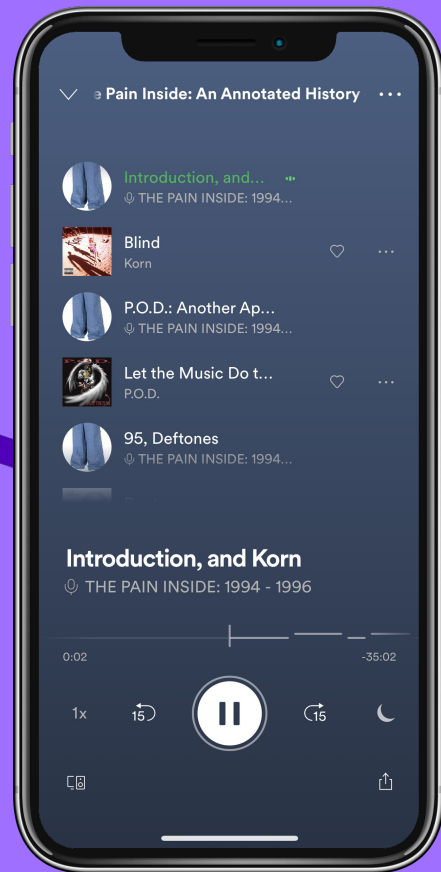 Pain Inside: An Annotated History
Introduction, and...
THE PAIN INSIDE: 1994...
Blind
Korn
P.O.D.: Another Ap...
THE PAIN INSIDE: 1994...
Let the Music Do t...
P.O.D.
95, Deftones
THE PAIN INSIDE: 1994...
Introduction, and Korn
THE PAIN INSIDE: 1994 - 1996
0:02
-35:02
1x
15
15